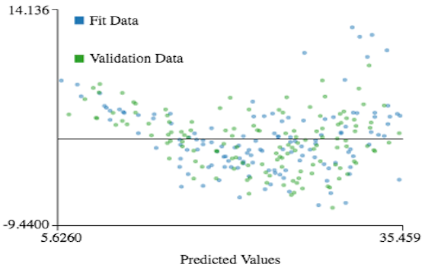 14.136
Fit Data
Validation Data
-9.4400
5.6260 35.459
Predicted Values